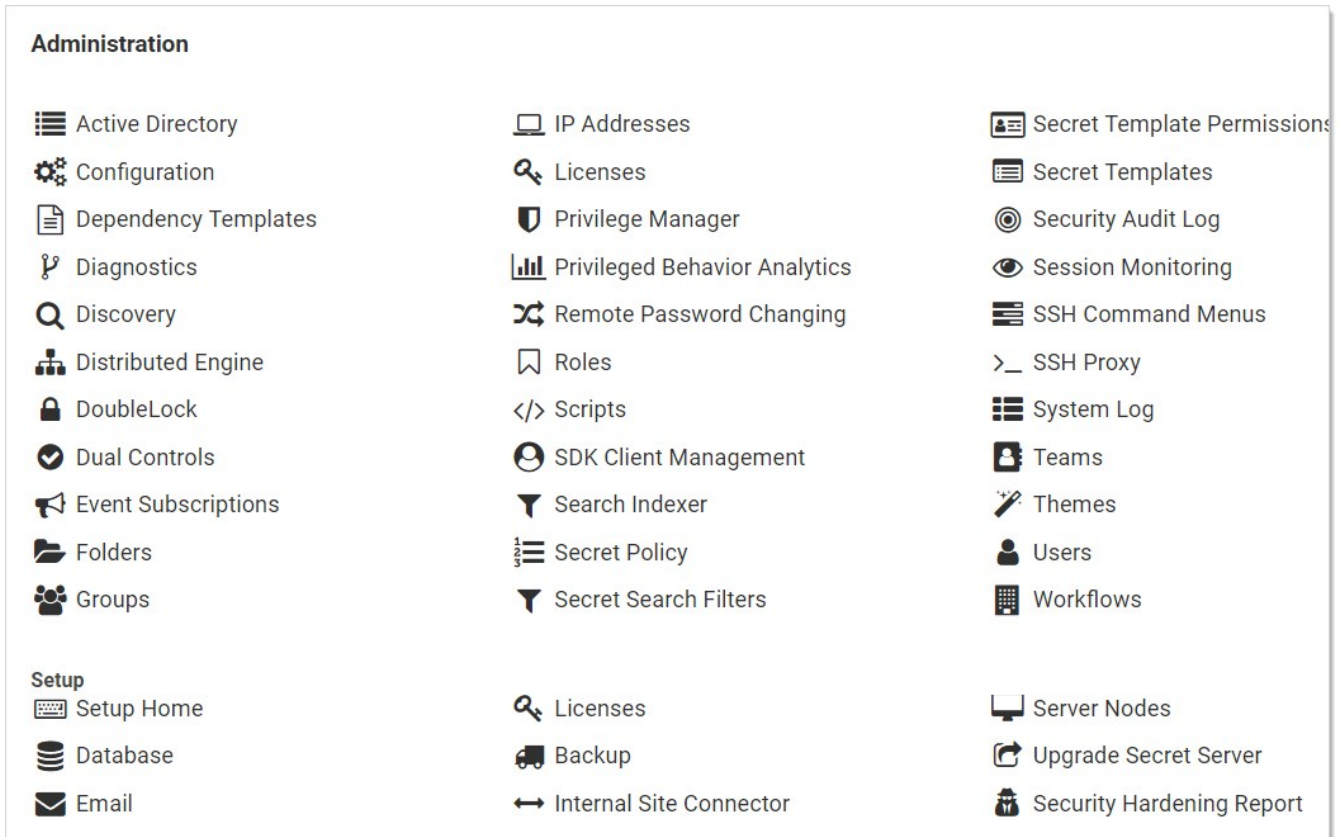 Administration
Active Directory
Configuration
Dependency Templates
Diagnostics
Discovery
Distributed Engine
DoubleLock
Dual Controls
Event Subscriptions
Folders
Groups
IP Addresses
Licenses
Privilege Manager
Privileged Behavior Analytics
Remote Password Changing
Roles
Scripts
SDK Client Management
Search Indexer
Secret Policy
Secret Search Filters
Secret Template Permissions
Secret Templates
Security Audit Log
Session Monitoring
SSH Command Menus
SSH Proxy
System Log
Teams
Themes
Users
Workflows
Setup
Setup Home
Database
Email
Licenses
Backup
Internal Site Connector
Server Nodes
Upgrade Secret Server
Security Hardening Report